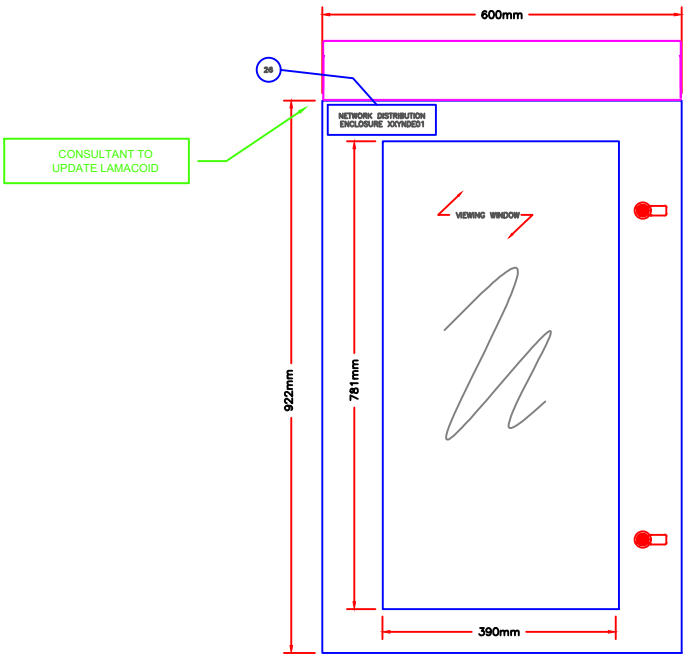 600mm
26
NETWORK DISTRIBUTION
ENCLOSURE XXYNDE01
CONSULTANT TO
UPDATE LAMACOID
VIEWING WINDOW
922mm
781mm
390mm